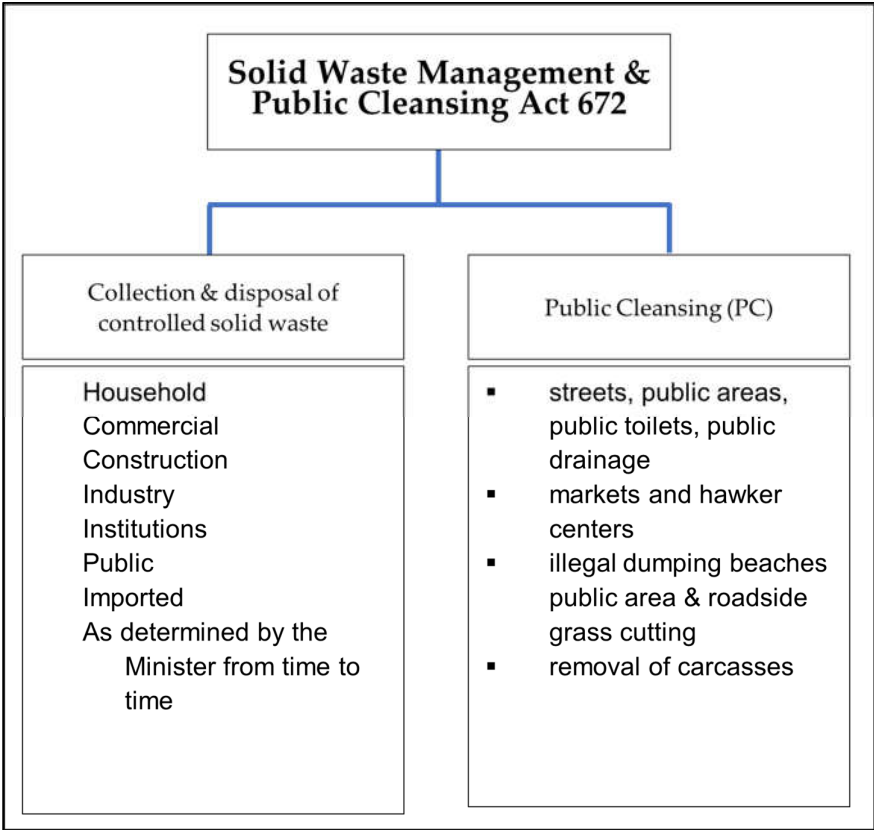 Solid Waste Management &
Public Cleansing Act 672
Collection & disposal of
controlled solid waste
Household
Commercial
Construction
Industry
Institutions
Public
Imported
As determined by the
Minister from time to
time
Public Cleansing (PC)
▪ streets, public areas,
public toilets, public
drainage
▪ markets and hawker
centers
▪ illegal dumping beaches
public area & roadside
grass cutting
▪ removal of carcasses